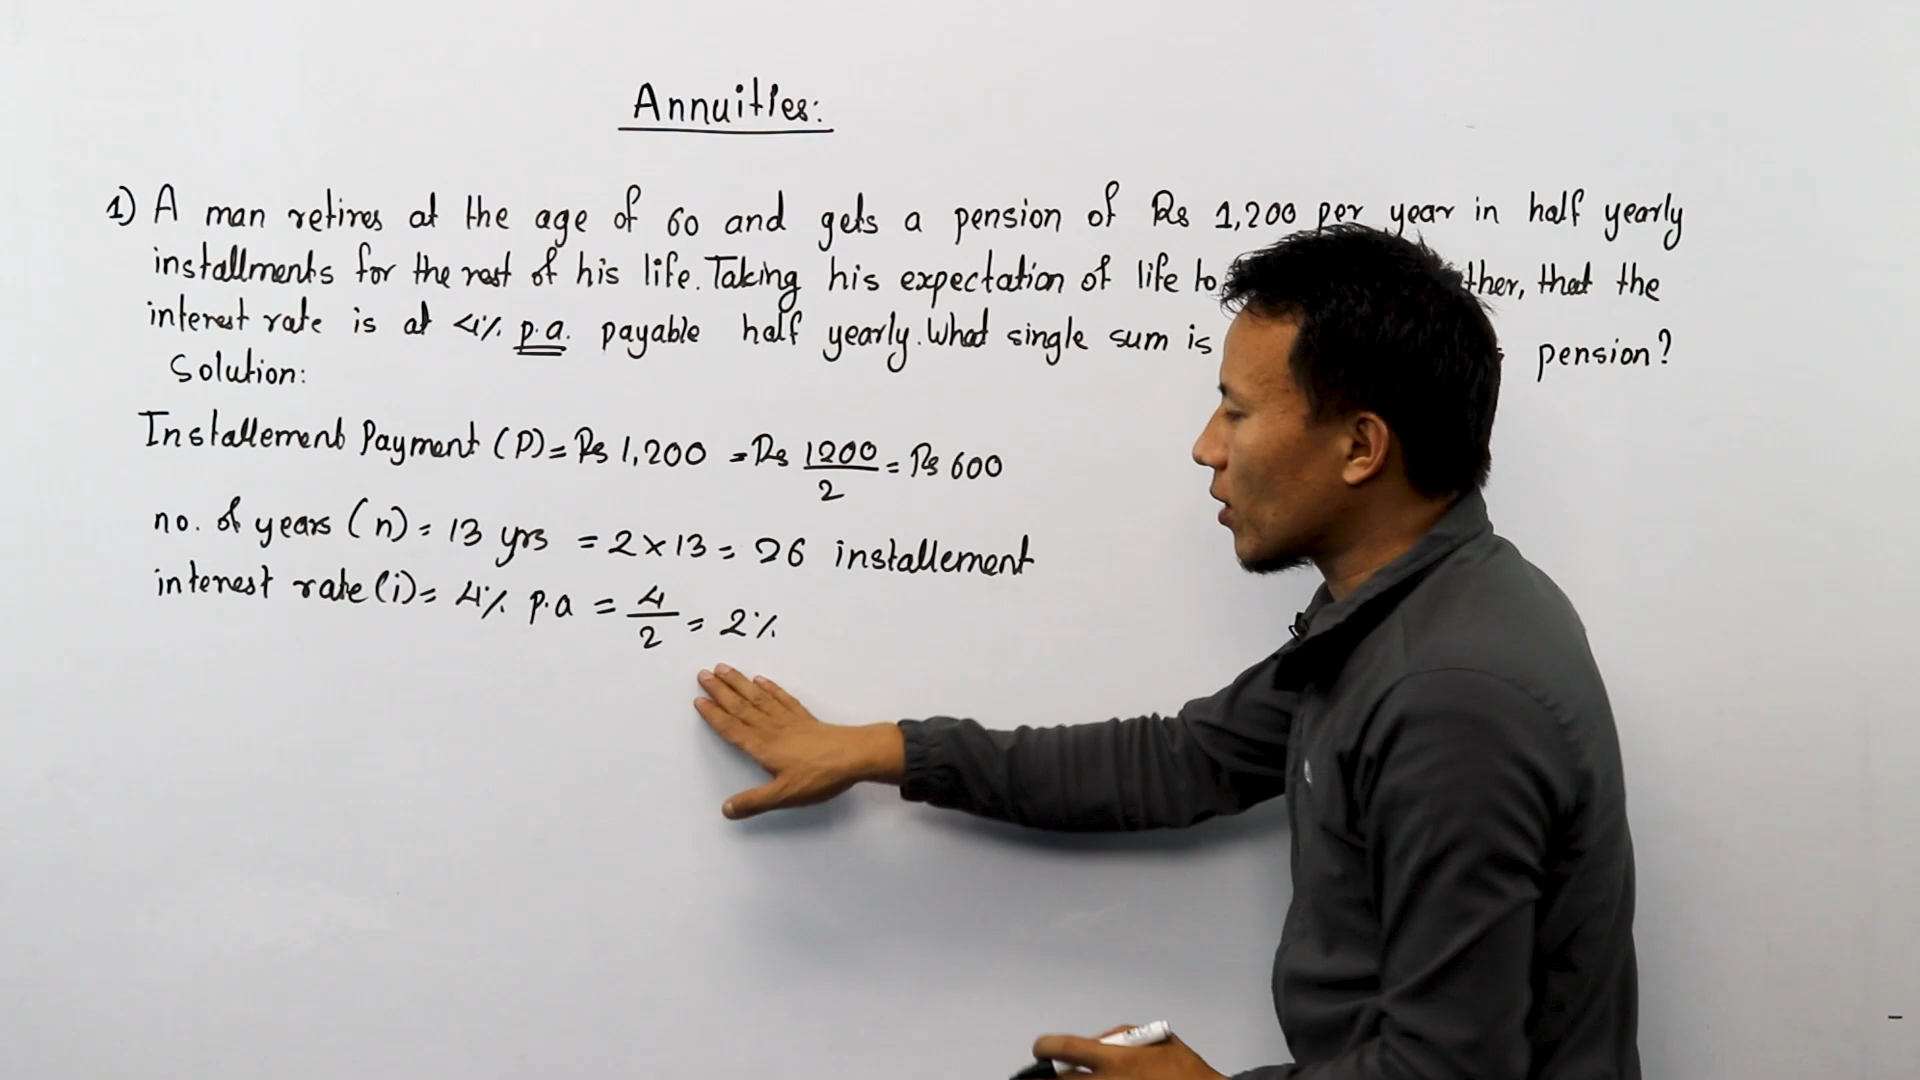 Annuities:
1) A man retires at the age of 60 and gets a pension of Rs 1,200 per year in half yearly
installments for the rest of his life. Taking his expectation of life to ther, that the
interest rate is at 4% p.a. payable half yearly. What single sum is pension?
Solution:
Installement Payment (P) = Rs 1,200 = Rs 1200/2 = Rs 600
no. of years (n) = 13 yrs = 2 × 13 = 26 installement
interest rate (i) = 4% p.a = 4/2 = 2%